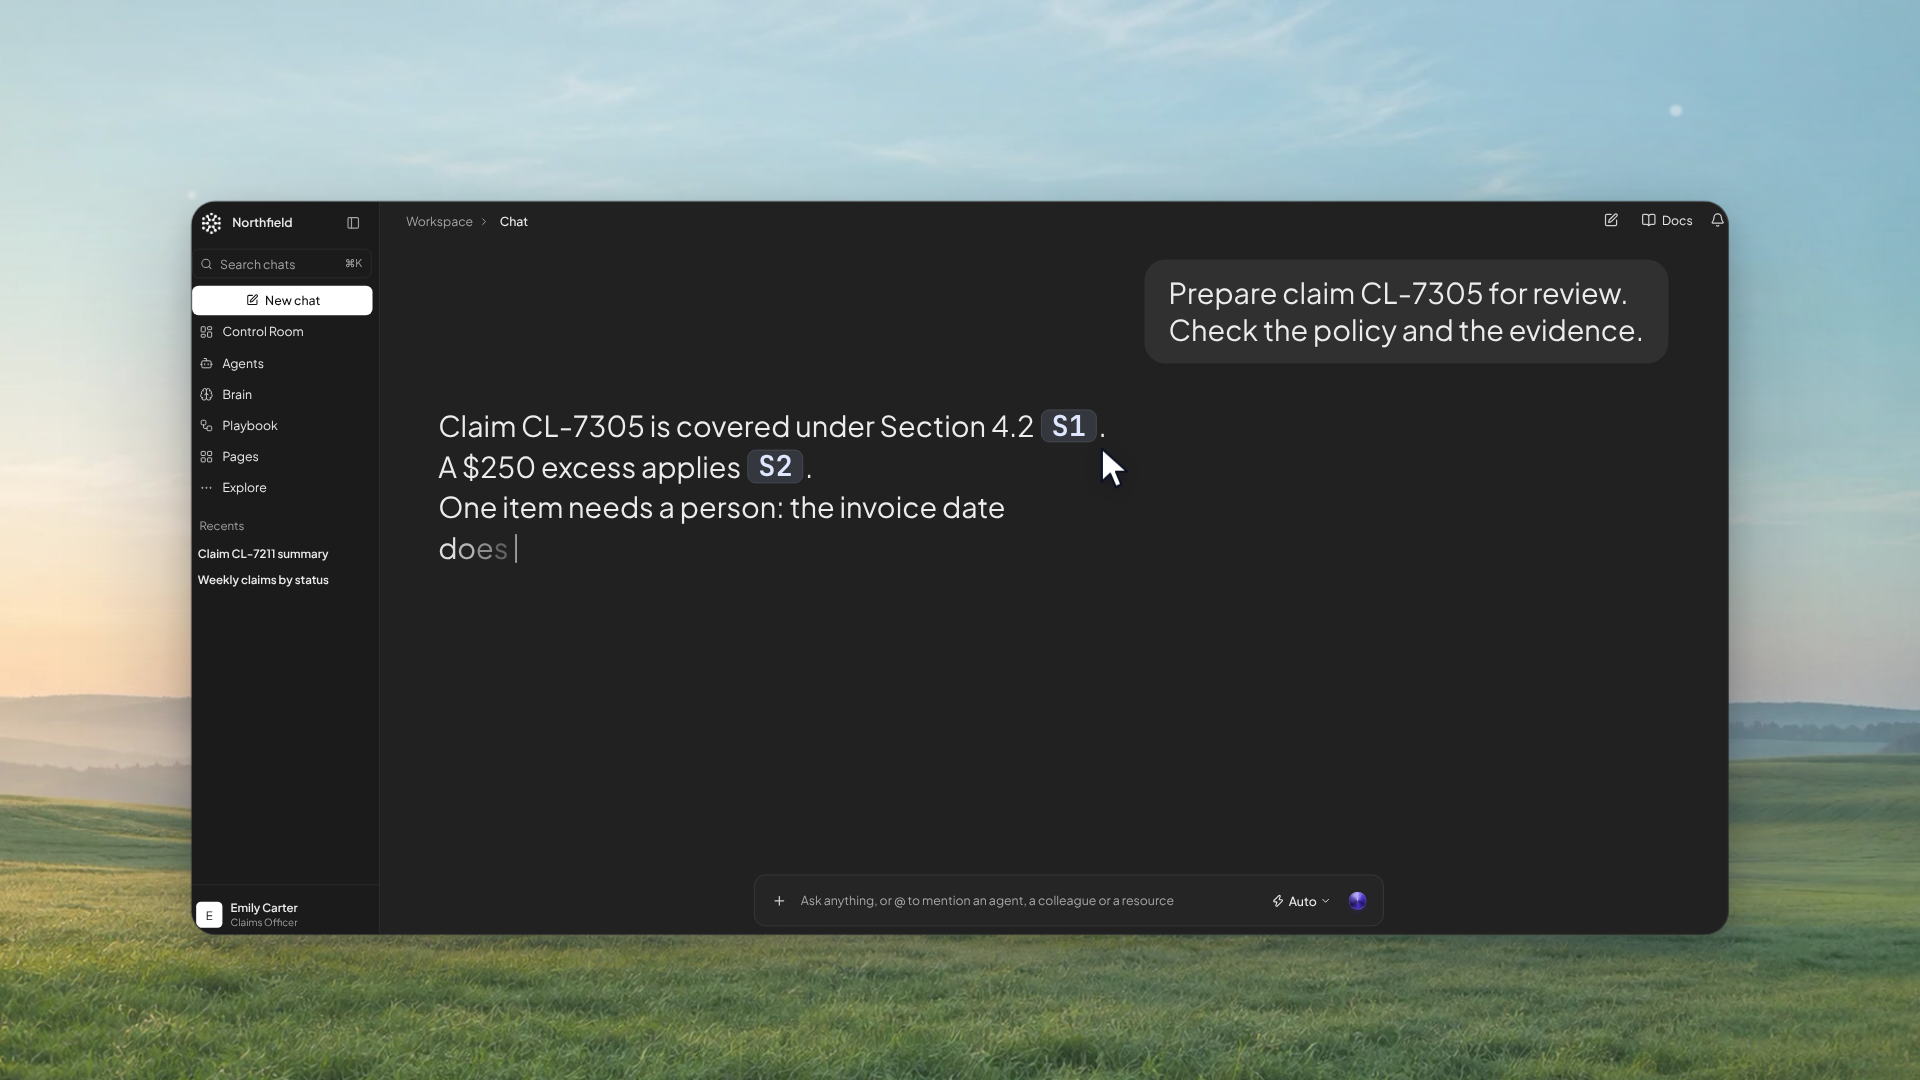 Northfield
Search chats ⌘K
New chat
Control Room
Agents
Brain
Playbook
Pages
Explore
Recents
Claim CL-7211 summary
Weekly claims by status
E
Emily Carter
Claims Officer
Workspace > Chat
Docs
Prepare claim CL-7305 for review.
Check the policy and the evidence.
Claim CL-7305 is covered under Section 4.2 S1 .
A $250 excess applies S2 .
One item needs a person: the invoice date
does
Ask anything, or @ to mention an agent, a colleague or a resource
Auto